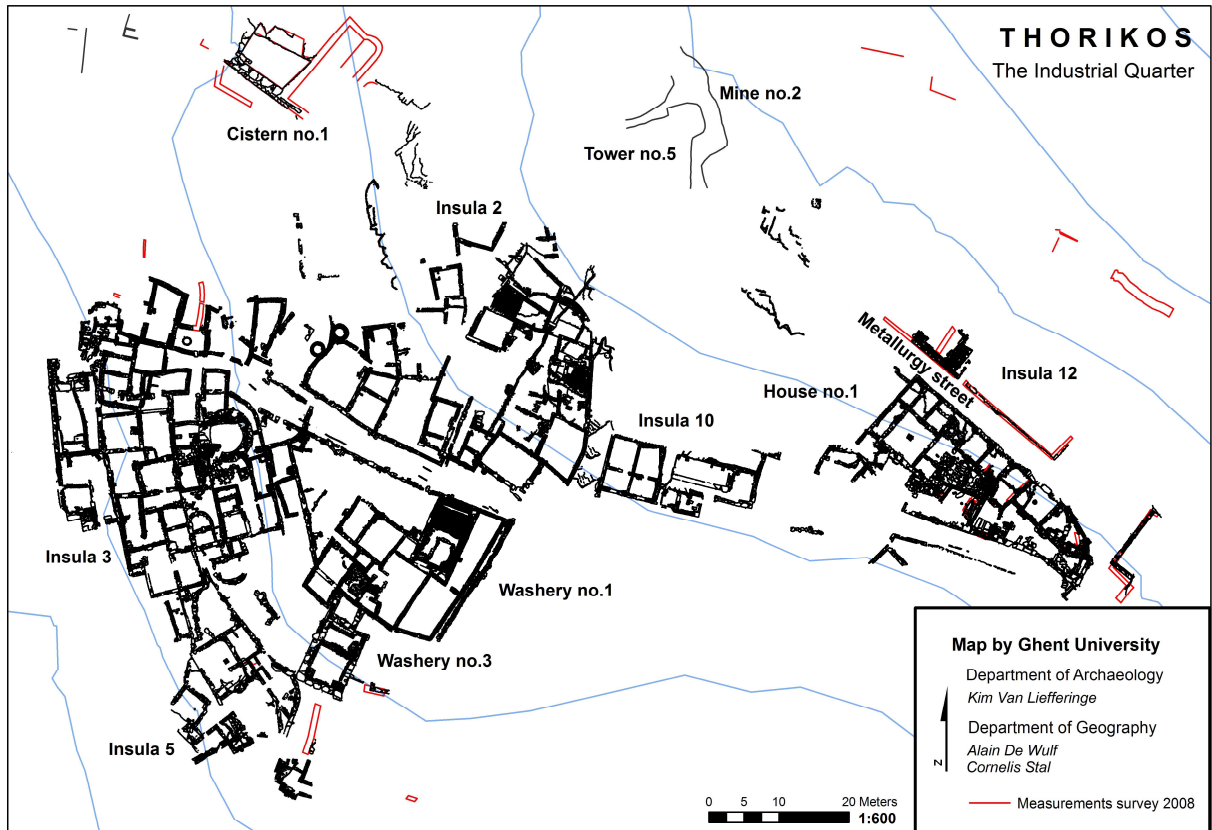 THORIKOS
The Industrial Quarter
Mine no.2
Cistern no.1
Tower no.5
Insula 2
Metallurgy street
Insula 12
House no.1
Insula 10
Insula 3
Washery no.1
Washery no.3
Insula 5
Map by Ghent University
Department of Archaeology
Kim Van Liefferinge
Department of Geography
Alain De Wulf
Cornelis Stal
N
Measurements survey 2008
0 5 10 20 Meters
1:600